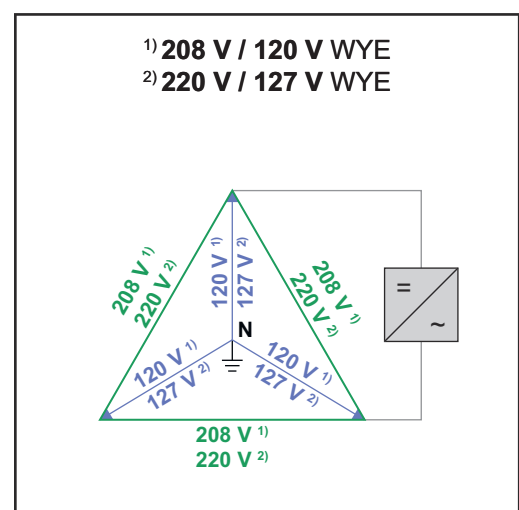 1) 208 V / 120 V WYE
2) 220 V / 127 V WYE
208 V 1)
220 V 2)
120 V 1)
127 V 2)
208 V 1)
220 V 2)
=
~
N
120 V 1)
127 V 2)
120 V 1)
127 V 2)
208 V 1)
220 V 2)